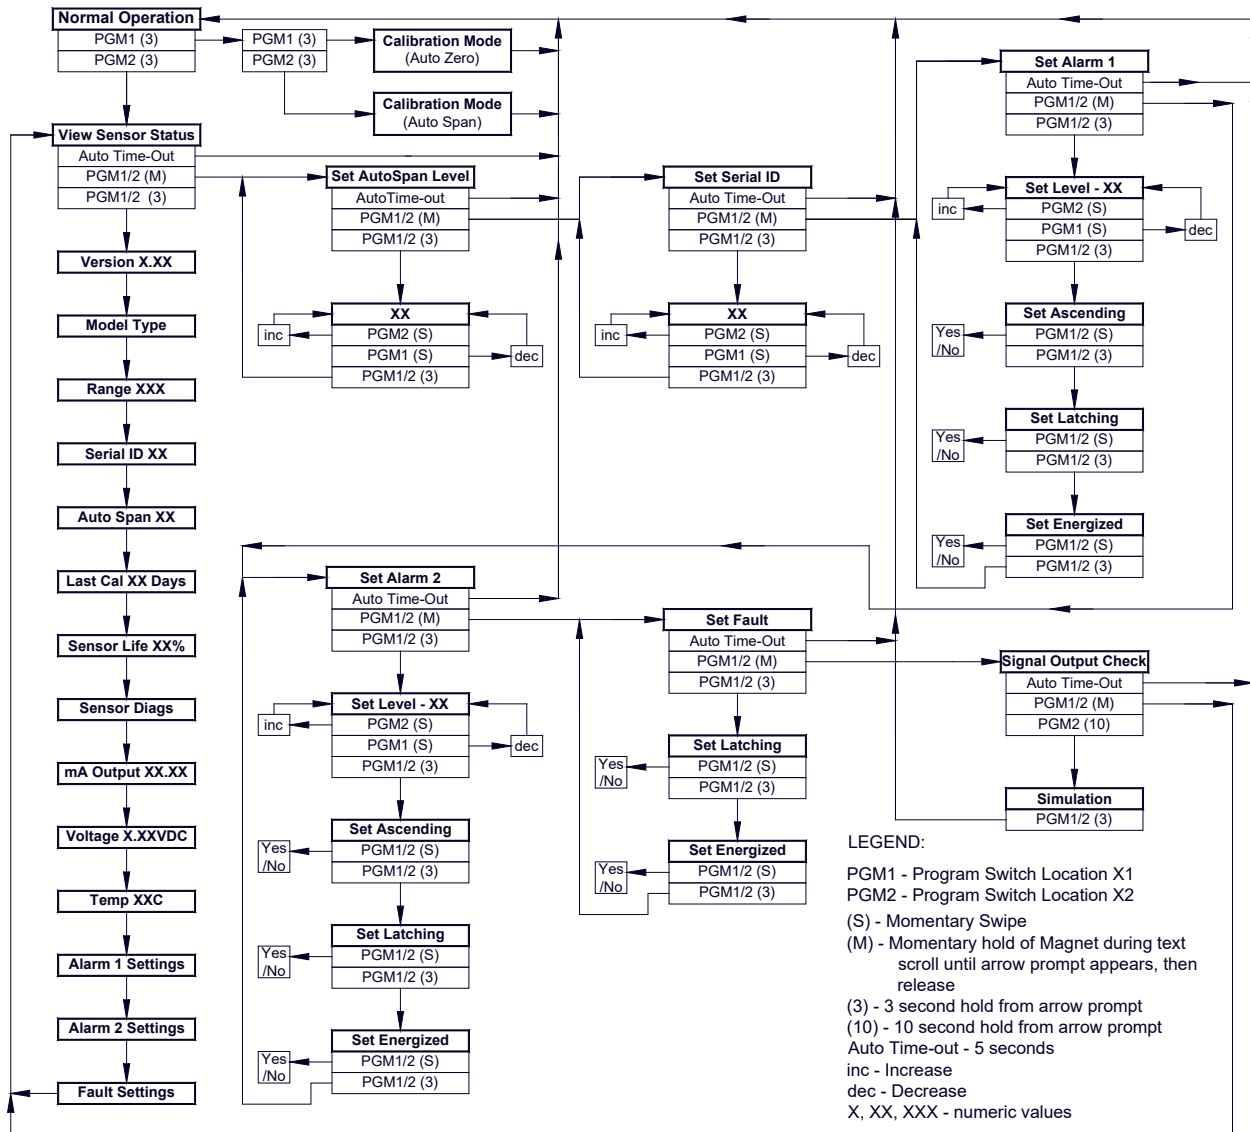 Normal Operation
PGM1 (3)
PGM2 (3)
PGM1 (3)
PGM2 (3)
Calibration Mode
(Auto Zero)
Calibration Mode
(Auto Span)
View Sensor Status
Auto Time-Out
PGM1/2 (M)
PGM1/2 (3)
Version X.XX
Model Type
Range XXX
Serial ID XX
Auto Span XX
Last Cal XX Days
Sensor Life XX%
Sensor Diags
mA Output XX.XX
Voltage X.XXVDC
Temp XXC
Alarm 1 Settings
Alarm 2 Settings
Fault Settings
Set AutoSpan Level
AutoTime-out
PGM1/2 (M)
PGM1/2 (3)
XX
PGM2 (S)
PGM1 (S)
PGM1/2 (3)
inc
dec
Set Serial ID
Auto Time-Out
PGM1/2 (M)
PGM1/2 (3)
XX
PGM2 (S)
PGM1 (S)
PGM1/2 (3)
inc
dec
Set Alarm 1
Auto Time-Out
PGM1/2 (M)
PGM1/2 (3)
Set Level - XX
PGM2 (S)
PGM1 (S)
PGM1/2 (3)
inc
dec
Set Ascending
PGM1/2 (S)
PGM1/2 (3)
Yes
/No
Set Latching
PGM1/2 (S)
PGM1/2 (3)
Yes
/No
Set Energized
PGM1/2 (S)
PGM1/2 (3)
Yes
/No
Set Alarm 2
Auto Time-Out
PGM1/2 (M)
PGM1/2 (3)
Set Level - XX
PGM2 (S)
PGM1 (S)
PGM1/2 (3)
inc
dec
Set Ascending
PGM1/2 (S)
PGM1/2 (3)
Yes
/No
Set Latching
PGM1/2 (S)
PGM1/2 (3)
Yes
/No
Set Energized
PGM1/2 (S)
PGM1/2 (3)
Yes
/No
Set Fault
Auto Time-Out
PGM1/2 (M)
PGM1/2 (3)
Set Latching
PGM1/2 (S)
PGM1/2 (3)
Yes
/No
Set Energized
PGM1/2 (S)
PGM1/2 (3)
Yes
/No
Signal Output Check
Auto Time-Out
PGM1/2 (M)
PGM2 (10)
Simulation
PGM1/2 (3)
LEGEND:
PGM1 - Program Switch Location X1
PGM2 - Program Switch Location X2
(S) - Momentary Swipe
(M) - Momentary hold of Magnet during text
scroll until arrow prompt appears, then
release
(3) - 3 second hold from arrow prompt
(10) - 10 second hold from arrow prompt
Auto Time-out - 5 seconds
inc - Increase
dec - Decrease
X, XX, XXX - numeric values